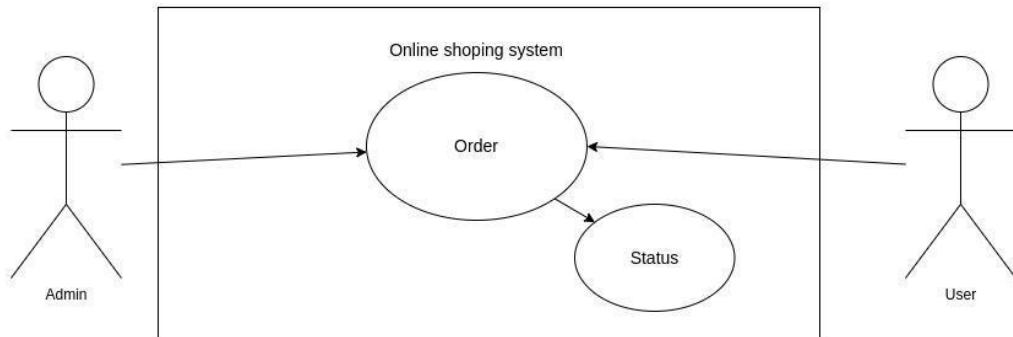 Online shoping system
Order
Status
Admin
User